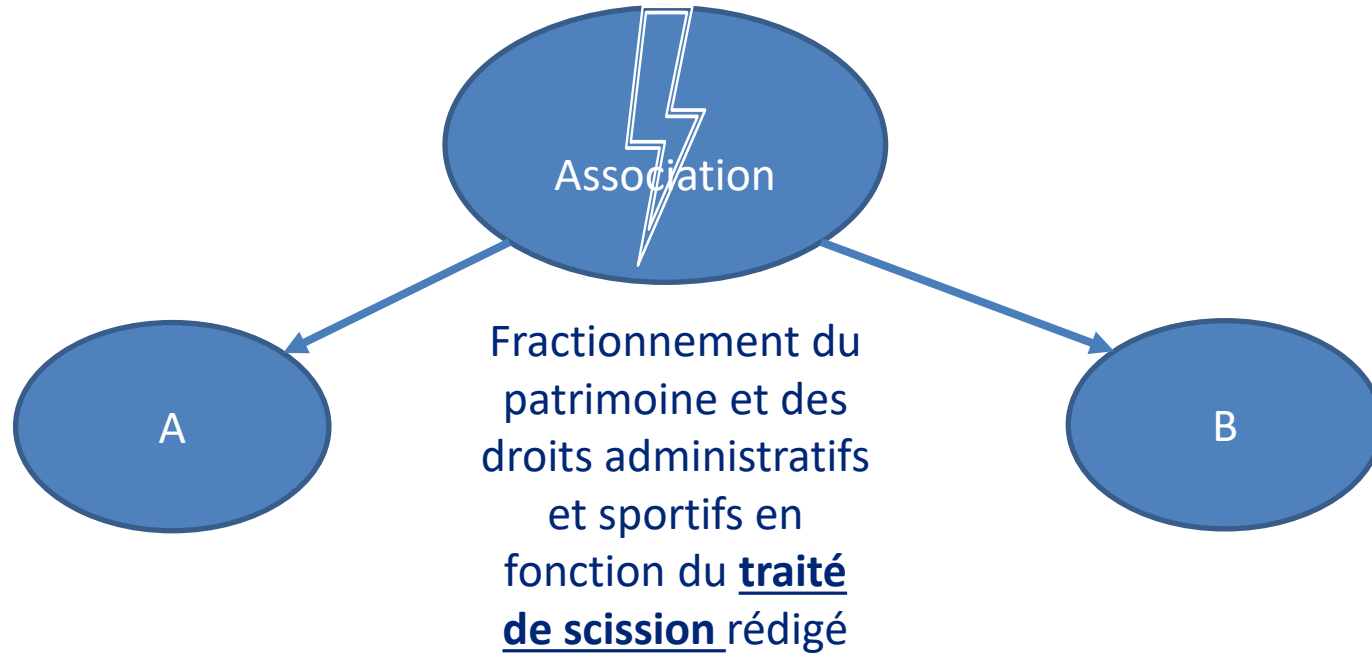 Association
A
B
Fractionnement du
patrimoine et des
droits administratifs
et sportifs en
fonction du traité
de scission rédigé